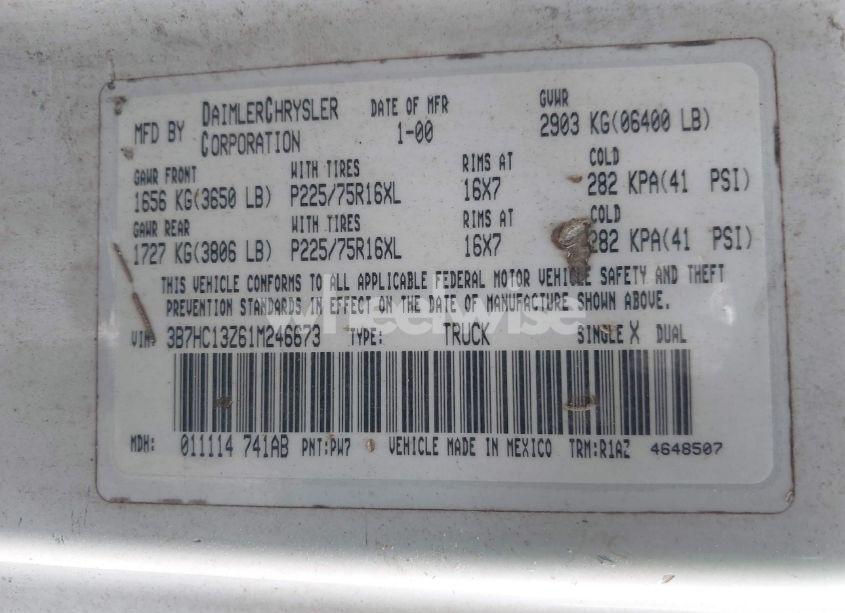 MFD BY DAIMLERCHRYSLER CORPORATION DATE OF MFR 1-00 GVWR 2903 KG(06400 LB)
GAWR FRONT WITH TIRES RIMS AT COLD
1656 KG(3650 LB) P225/75R16XL 16X7 282 KPA(41 PSI)
GAWR REAR WITH TIRES RIMS AT COLD
1727 KG(3806 LB) P225/75R16XL 16X7 282 KPA(41 PSI)
THIS VEHICLE CONFORMS TO ALL APPLICABLE FEDERAL MOTOR VEHICLE SAFETY AND THEFT
PREVENTION STANDARDS IN EFFECT ON THE DATE OF MANUFACTURE SHOWN ABOVE.
wheelwise
VIN: 3B7HC13Z61M246673 TYPE: TRUCK SINGLE X DUAL
MDH: 011114 741AB PNT:PW7 VEHICLE MADE IN MEXICO TRM:R1AZ 4648507